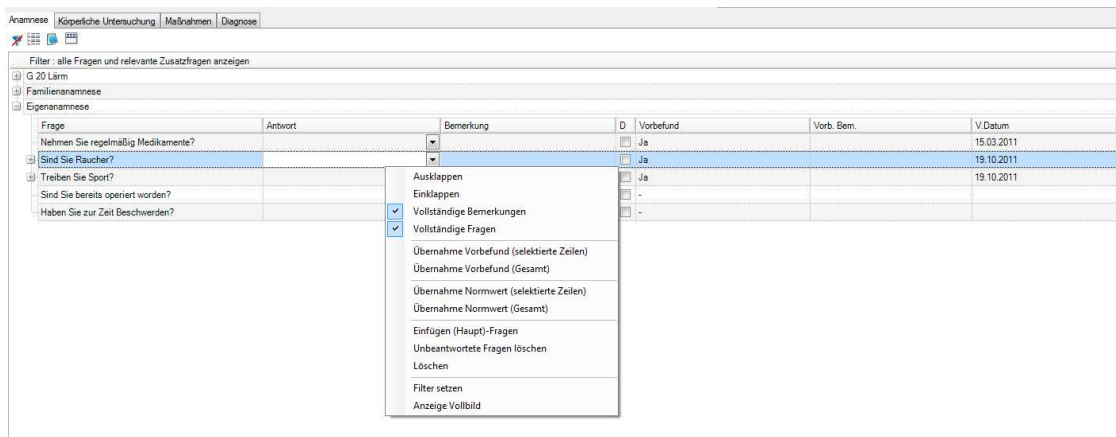 Anamnese Körperliche Untersuchung Maßnahmen Diagnose
Filter : alle Fragen und relevante Zusatzfragen anzeigen
G 20 Lärm
Familienanamnese
Eigenanamnese
Frage Antwort Bemerkung D Vorbefund Vorb. Bem. V.Datum
Nehmen Sie regelmäßig Medikamente? Ja 15.03.2011
Sind Sie Raucher? Ja 19.10.2011
Treiben Sie Sport? Ja 19.10.2011
Sind Sie bereits operiert worden? -
Haben Sie zur Zeit Beschwerden? -
Ausklappen
Einklappen
Vollständige Bemerkungen
Vollständige Fragen
Übernahme Vorbefund (selektierte Zeilen)
Übernahme Vorbefund (Gesamt)
Übernahme Normwert (selektierte Zeilen)
Übernahme Normwert (Gesamt)
Einfügen (Haupt)-Fragen
Unbeantwortete Fragen löschen
Löschen
Filter setzen
Anzeige Vollbild